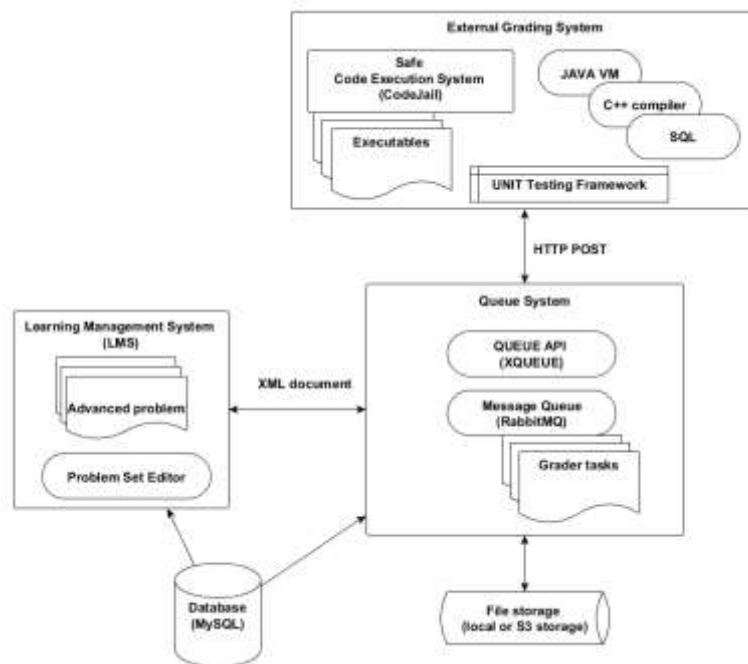 External Grading System
Safe
Code Execution System
(CodeJail)
JAVA VM
C++ compiler
SQL
Executables
UNIT Testing Framework
HTTP POST
Queue System
Learning Management System
(LMS)
QUEUE API
(XQUEUE)
XML document
Advanced problem
Message Queue
(RabbitMQ)
Grader tasks
Problem Set Editor
Database
(MySQL)
File storage
(local or S3 storage)